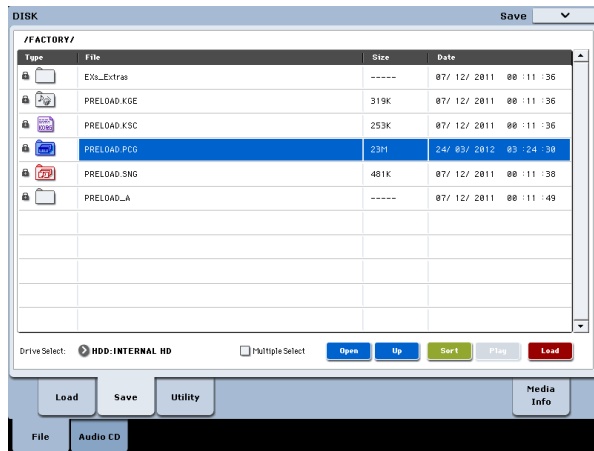 DISK Save
/FACTORY/
Type File Size Date
EXs_Extras ----- 07/ 12/ 2011 00 :11 :36
PRELOAD.KGE 319K 07/ 12/ 2011 00 :11 :36
KORG PRELOAD.KSC 253K 07/ 12/ 2011 00 :11 :36
PRELOAD.PCG 23M 24/ 03/ 2012 03 :24 :30
PRELOAD.SNG 481K 07/ 12/ 2011 00 :11 :38
PRELOAD_A ----- 07/ 12/ 2011 00 :11 :49
Drive Select: HDD:INTERNAL HD Multiple Select Open Up Sort Play Load
Load Save Utility Media Info
File Audio CD